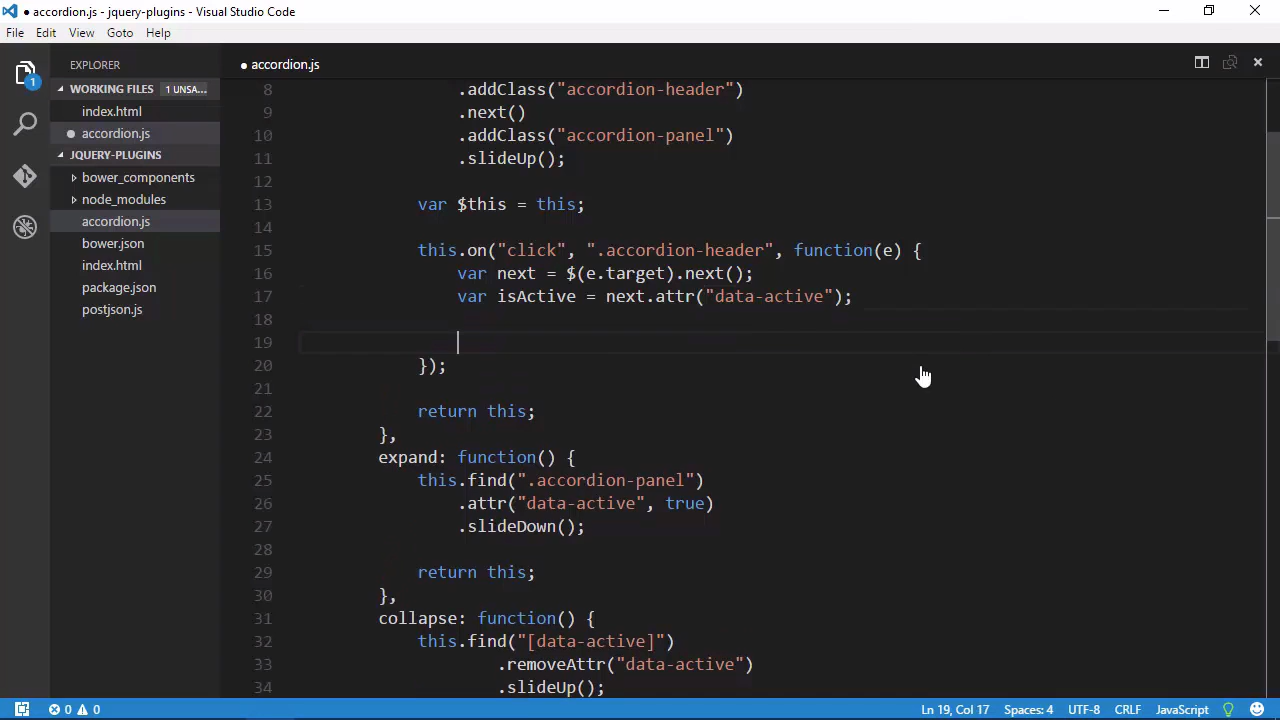 ● accordion.js - jquery-plugins - Visual Studio Code
File Edit View Goto Help
EXPLORER
WORKING FILES 1 UNSA...
index.html
accordion.js
JQUERY-PLUGINS
bower_components
node_modules
accordion.js
bower.json
index.html
package.json
postjson.js
1
● accordion.js
8 .addClass("accordion-header")
9 .next()
10 .addClass("accordion-panel")
11 .slideUp();
12
13 var $this = this;
14
15 this.on("click", ".accordion-header", function(e) {
16 var next = $(e.target).next();
17 var isActive = next.attr("data-active");
18
19
20 });
21
22 return this;
23 },
24 expand: function() {
25 this.find(".accordion-panel")
26 .attr("data-active", true)
27 .slideDown();
28
29 return this;
30 },
31 collapse: function() {
32 this.find("[data-active]")
33 .removeAttr("data-active")
34 .slideUp();
0 0 Ln 19, Col 17 Spaces: 4 UTF-8 CRLF JavaScript